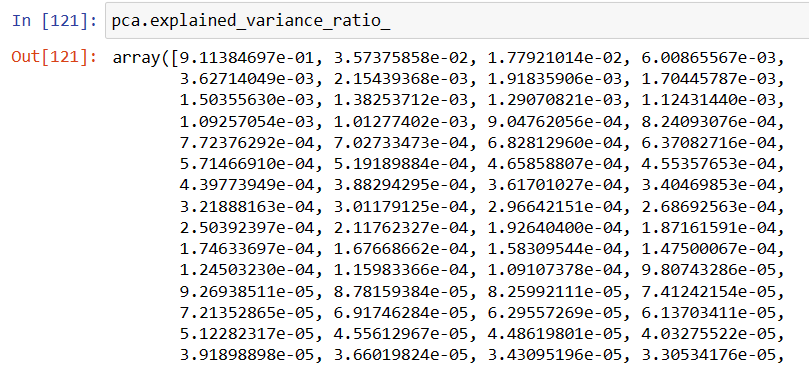 In [121]: pca.explained_variance_ratio_
Out[121]: array([9.11384697e-01, 3.57375858e-02, 1.77921014e-02, 6.00865567e-03,
3.62714049e-03, 2.15439368e-03, 1.91835906e-03, 1.70445787e-03,
1.50355630e-03, 1.38253712e-03, 1.29070821e-03, 1.12431440e-03,
1.09257054e-03, 1.01277402e-03, 9.04762056e-04, 8.24093076e-04,
7.72376292e-04, 7.02733473e-04, 6.82812960e-04, 6.37082716e-04,
5.71466910e-04, 5.19189884e-04, 4.65858807e-04, 4.55357653e-04,
4.39773949e-04, 3.88294295e-04, 3.61701027e-04, 3.40469853e-04,
3.21888163e-04, 3.01179125e-04, 2.96642151e-04, 2.68692563e-04,
2.50392397e-04, 2.11762327e-04, 1.92640400e-04, 1.87161591e-04,
1.74633697e-04, 1.67668662e-04, 1.58309544e-04, 1.47500067e-04,
1.24503230e-04, 1.15983366e-04, 1.09107378e-04, 9.80743286e-05,
9.26938511e-05, 8.78159384e-05, 8.25992111e-05, 7.41242154e-05,
7.21352865e-05, 6.91746284e-05, 6.29557269e-05, 6.13703411e-05,
5.12282317e-05, 4.55612967e-05, 4.48619801e-05, 4.03275522e-05,
3.91898898e-05, 3.66019824e-05, 3.43095196e-05, 3.30534176e-05,